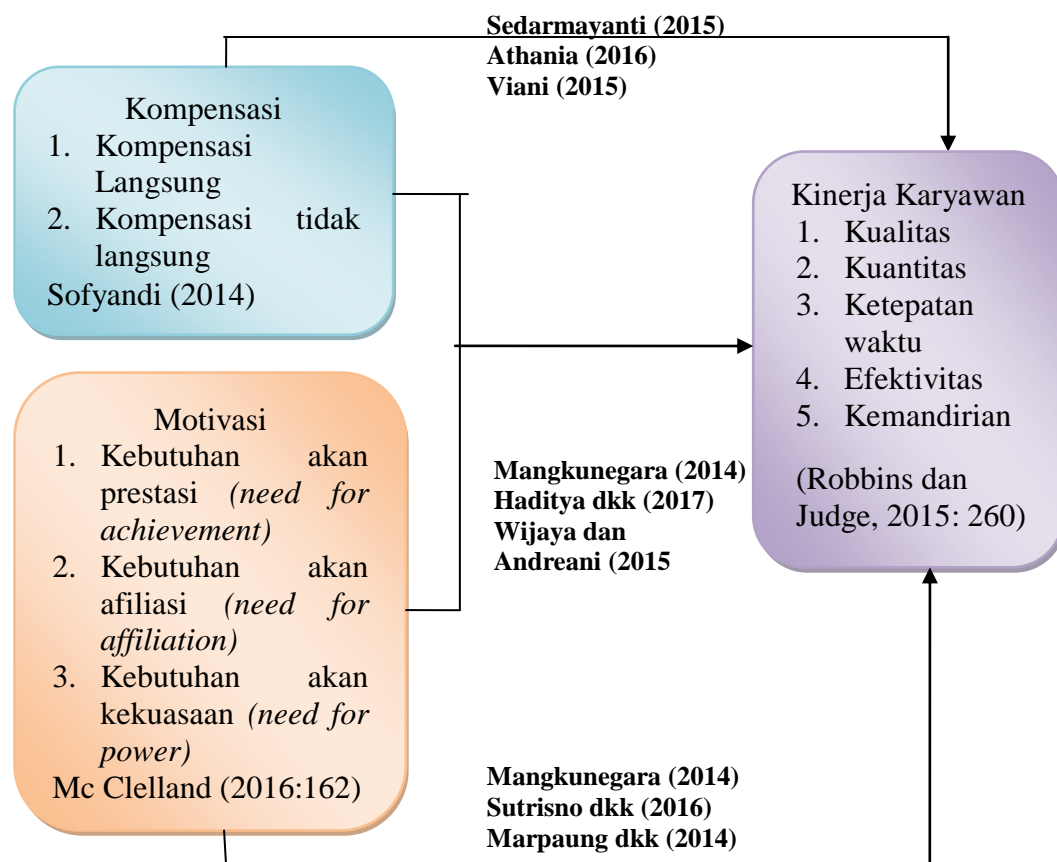 Sedarmayanti (2015)
Athania (2016)
Viani (2015)
Kompensasi
1. Kompensasi
Langsung
2. Kompensasi tidak
langsung
Sofyandi (2014)
Kinerja Karyawan
1. Kualitas
2. Kuantitas
3. Ketepatan
waktu
4. Efektivitas
5. Kemandirian
(Robbins dan
Judge, 2015: 260)
Motivasi
1. Kebutuhan akan
prestasi (need for
achievement)
2. Kebutuhan akan
afiliasi (need for
affiliation)
3. Kebutuhan akan
kekuasaan (need for
power)
Mc Clelland (2016:162)
Mangkunegara (2014)
Haditya dkk (2017)
Wijaya dan
Andreani (2015
Mangkunegara (2014)
Sutrisno dkk (2016)
Marpaung dkk (2014)